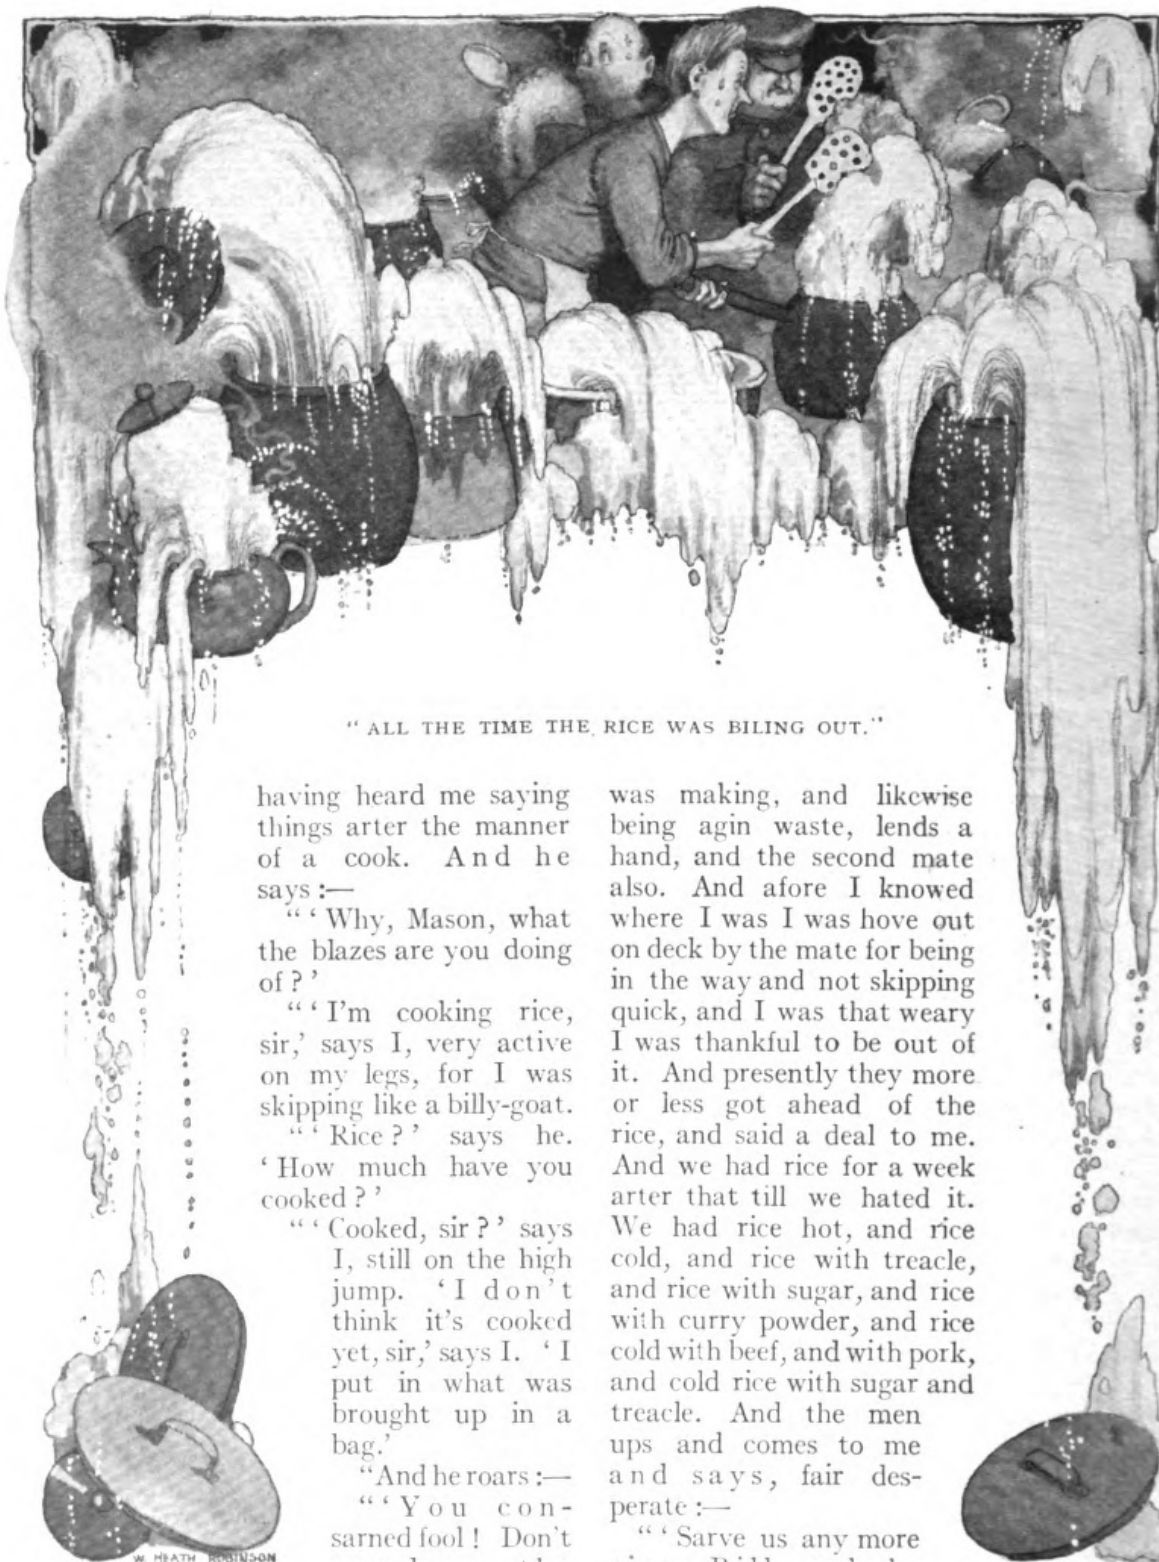 "ALL THE TIME THE RICE WAS BILING OUT."
having heard me saying
things arter the manner
of a cook. And he
says :—
"'Why, Mason, what
the blazes are you doing
of?'
"'I'm cooking rice,
sir,' says I, very active
on my legs, for I was
skipping like a billy-goat.
"'Rice?' says he.
'How much have you
cooked?'
"'Cooked, sir?' says
I, still on the high
jump. 'I don't
think it's cooked
yet, sir,' says I. 'I
put in what was
brought up in a
bag.'
"And he roars :—
"'You con-
sarned fool! Don't
was making, and likewise
being agin waste, lends a
hand, and the second mate
also. And afore I knowed
where I was I was hove out
on deck by the mate for being
in the way and not skipping
quick, and I was that weary
I was thankful to be out of
it. And presently they more
or less got ahead of the
rice, and said a deal to me.
And we had rice for a week
arter that till we hated it.
We had rice hot, and rice
cold, and rice with treacle,
and rice with sugar, and rice
with curry powder, and rice
cold with beef, and with pork,
and cold rice with sugar and
treacle. And the men
ups and comes to me
and says, fair des-
perate :—
"'Sarve us any more
W. HEATH ROBINSON